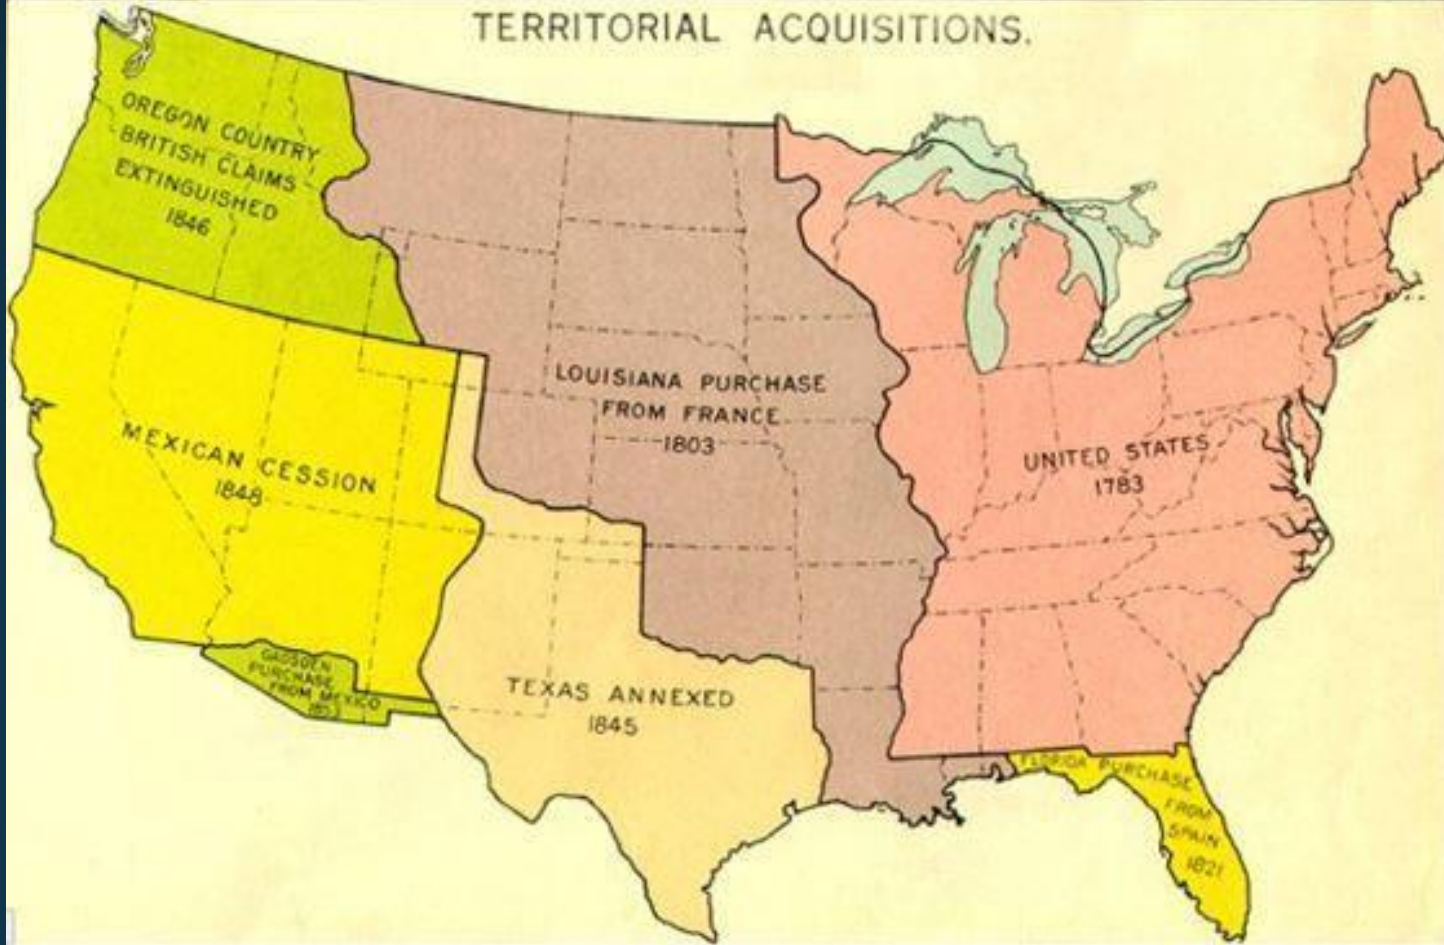 TERRITORIAL ACQUISITIONS.
OREGON COUNTRY
BRITISH CLAIMS
EXTINGUISHED
1846
LOUISIANA PURCHASE
FROM FRANCE
1803
UNITED STATES
1783
MEXICAN CESSION
1848
GADSDEN
PURCHASE
FROM MEXICO
1853
TEXAS ANNEXED
1845
FLORIDA PURCHASE
FROM
SPAIN
1821